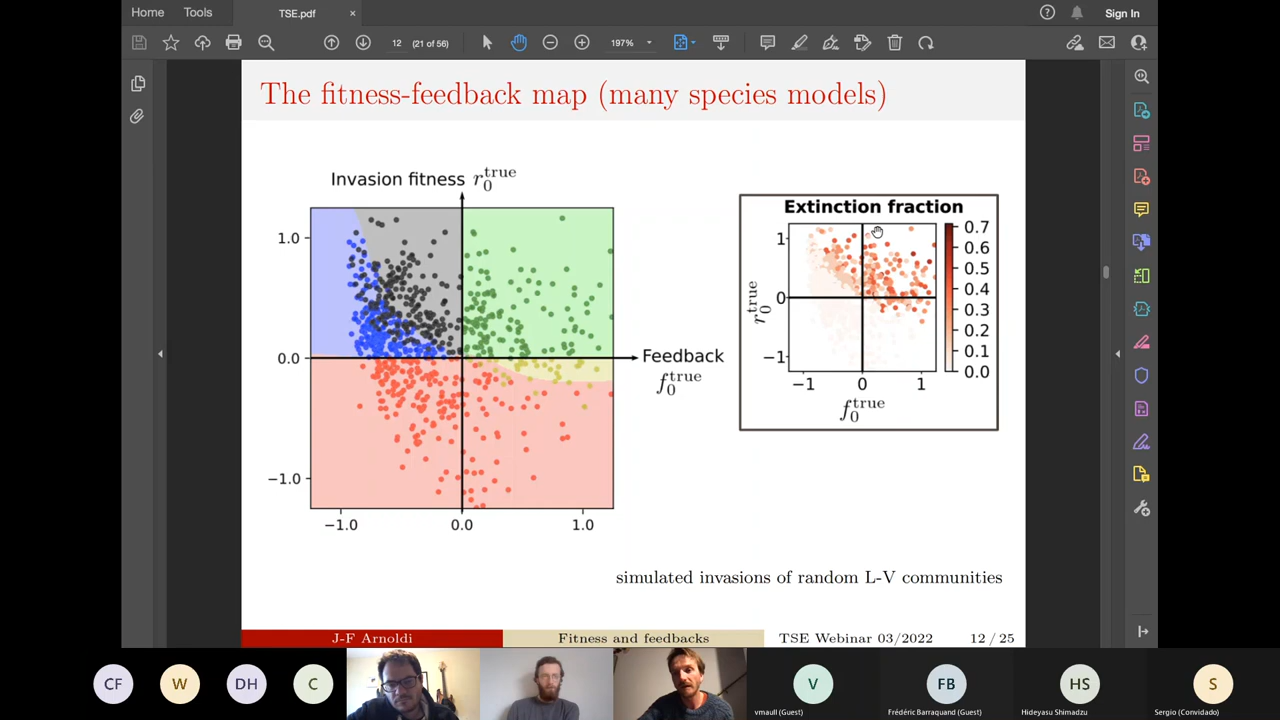 Home
Tools
TSE.pdf
×
?
Sign In
12
(21 of 56)
197%
The fitness-feedback map (many species models)
Invasion fitness r₀^true
1.0
0.0
−1.0
−1.0
0.0
1.0
Feedback
f₀^true
Extinction fraction
1
0
−1
r₀^true
−1
0
1
f₀^true
0.7
0.6
0.5
0.4
0.3
0.2
0.1
0.0
simulated invasions of random L-V communities
J-F Arnoldi
Fitness and feedbacks
TSE Webinar 03/2022
12 / 25
CF
W
DH
C
V
vmaull (Guest)
FB
Frédéric Barraquand (Guest)
HS
Hideyasu Shimadzu
S
Sergio (Convidado)